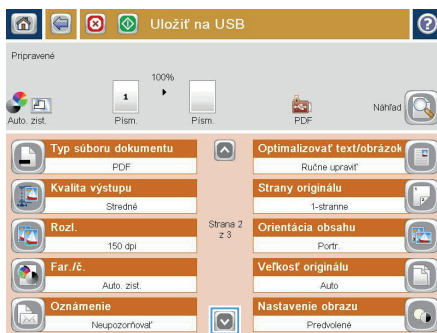 Uložiť na USB
Pripravené
100%
1
Auto. zist.
Písm.
Písm.
PDF
Náhľad
Typ súboru dokumentu
PDF
Kvalita výstupu
Stredné
Rozl.
150 dpi
Far./č.
Auto. zist.
Oznámenie
Neupozorňovať
Strana 2
z 3
Optimalizovať text/obrázok
Ručne upraviť
Strany originálu
1-stranne
Orientácia obsahu
Portr.
Veľkosť originálu
Auto
Nastavenie obrazu
Predvolené